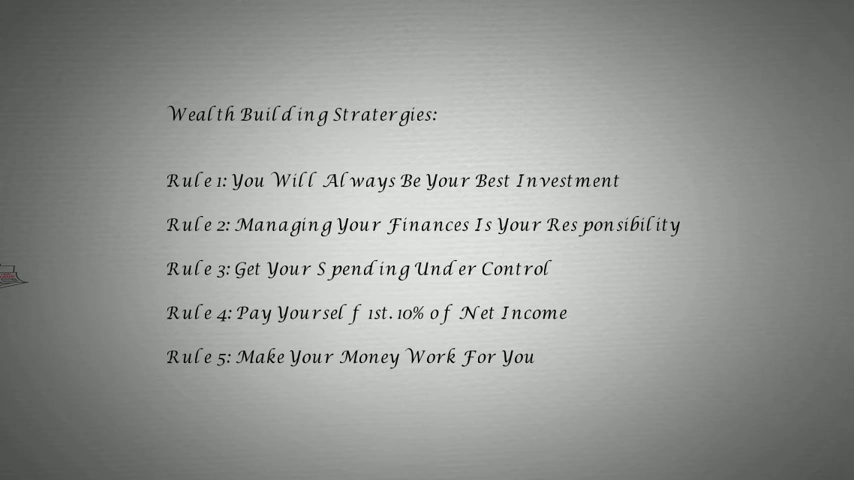 Wealth Building Stratergies:
Rule 1: You Will Always Be Your Best Investment
Rule 2: Managing Your Finances Is Your Responsibility
Rule 3: Get Your Spending Under Control
Rule 4: Pay Yourself 1st. 10% of Net Income
Rule 5: Make Your Money Work For You